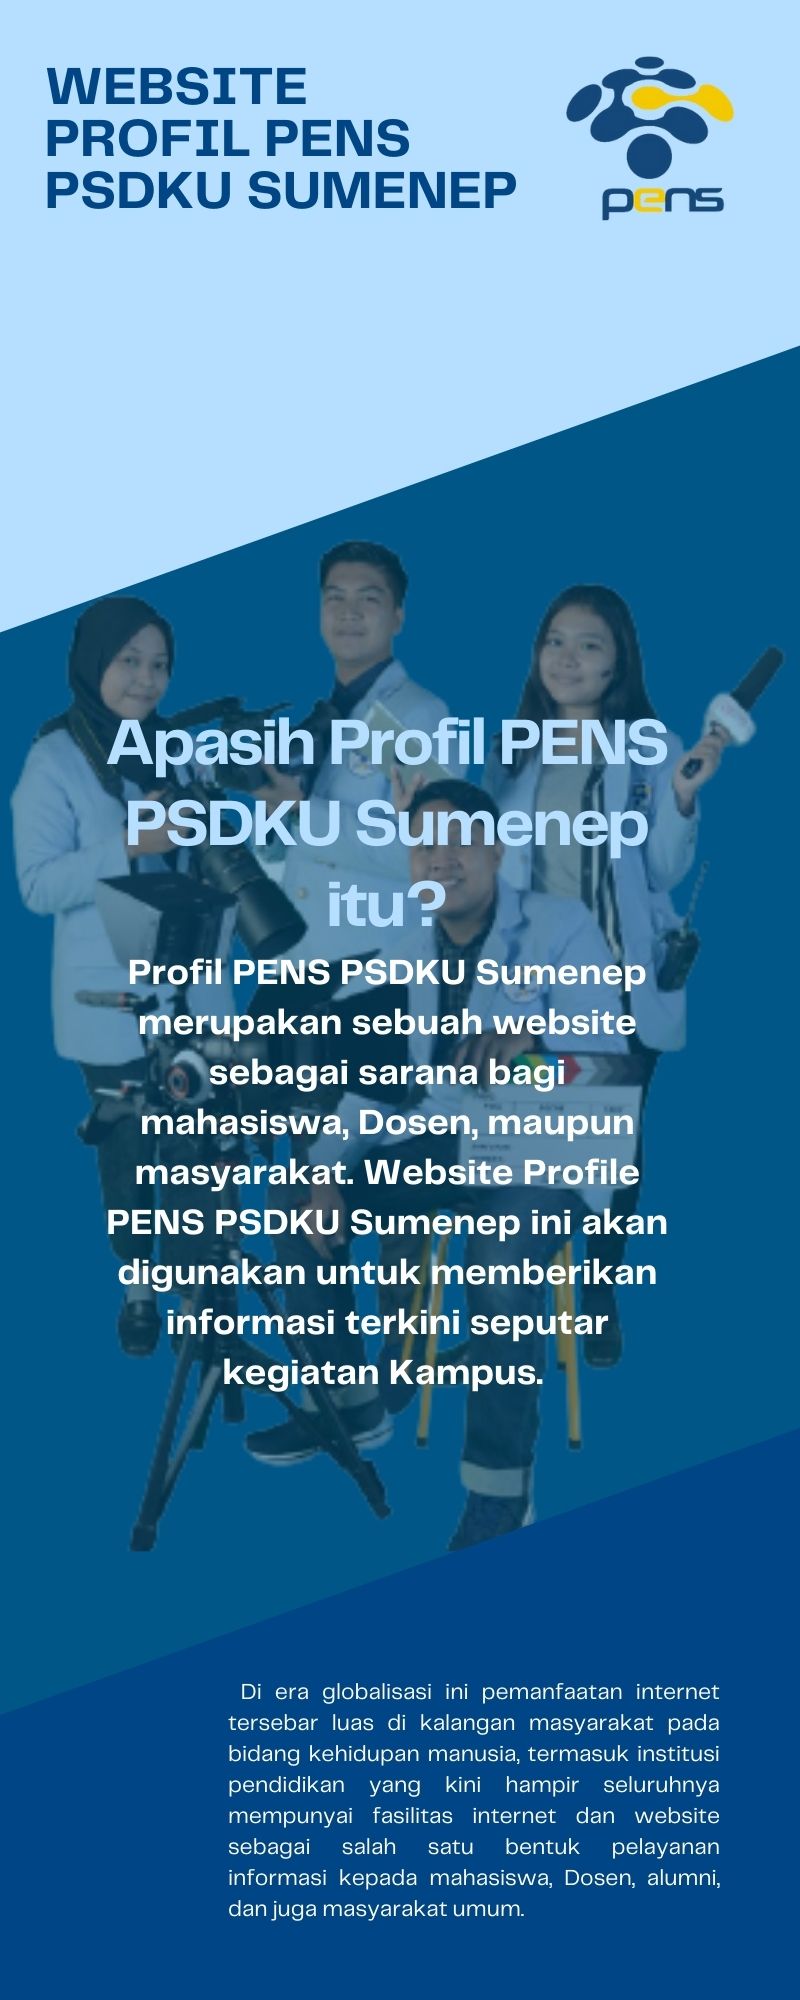 WEBSITE
PROFIL PENS
PSDKU SUMENEP
pens
Apasih Profil PENS
PSDKU Sumenep
itu?
Profil PENS PSDKU Sumenep
merupakan sebuah website
sebagai sarana bagi
mahasiswa, Dosen, maupun
masyarakat. Website Profile
PENS PSDKU Sumenep ini akan
digunakan untuk memberikan
informasi terkini seputar
kegiatan Kampus.
Di era globalisasi ini pemanfaatan internet
tersebar luas di kalangan masyarakat pada
bidang kehidupan manusia, termasuk institusi
pendidikan yang kini hampir seluruhnya
mempunyai fasilitas internet dan website
sebagai salah satu bentuk pelayanan
informasi kepada mahasiswa, Dosen, alumni,
dan juga masyarakat umum.